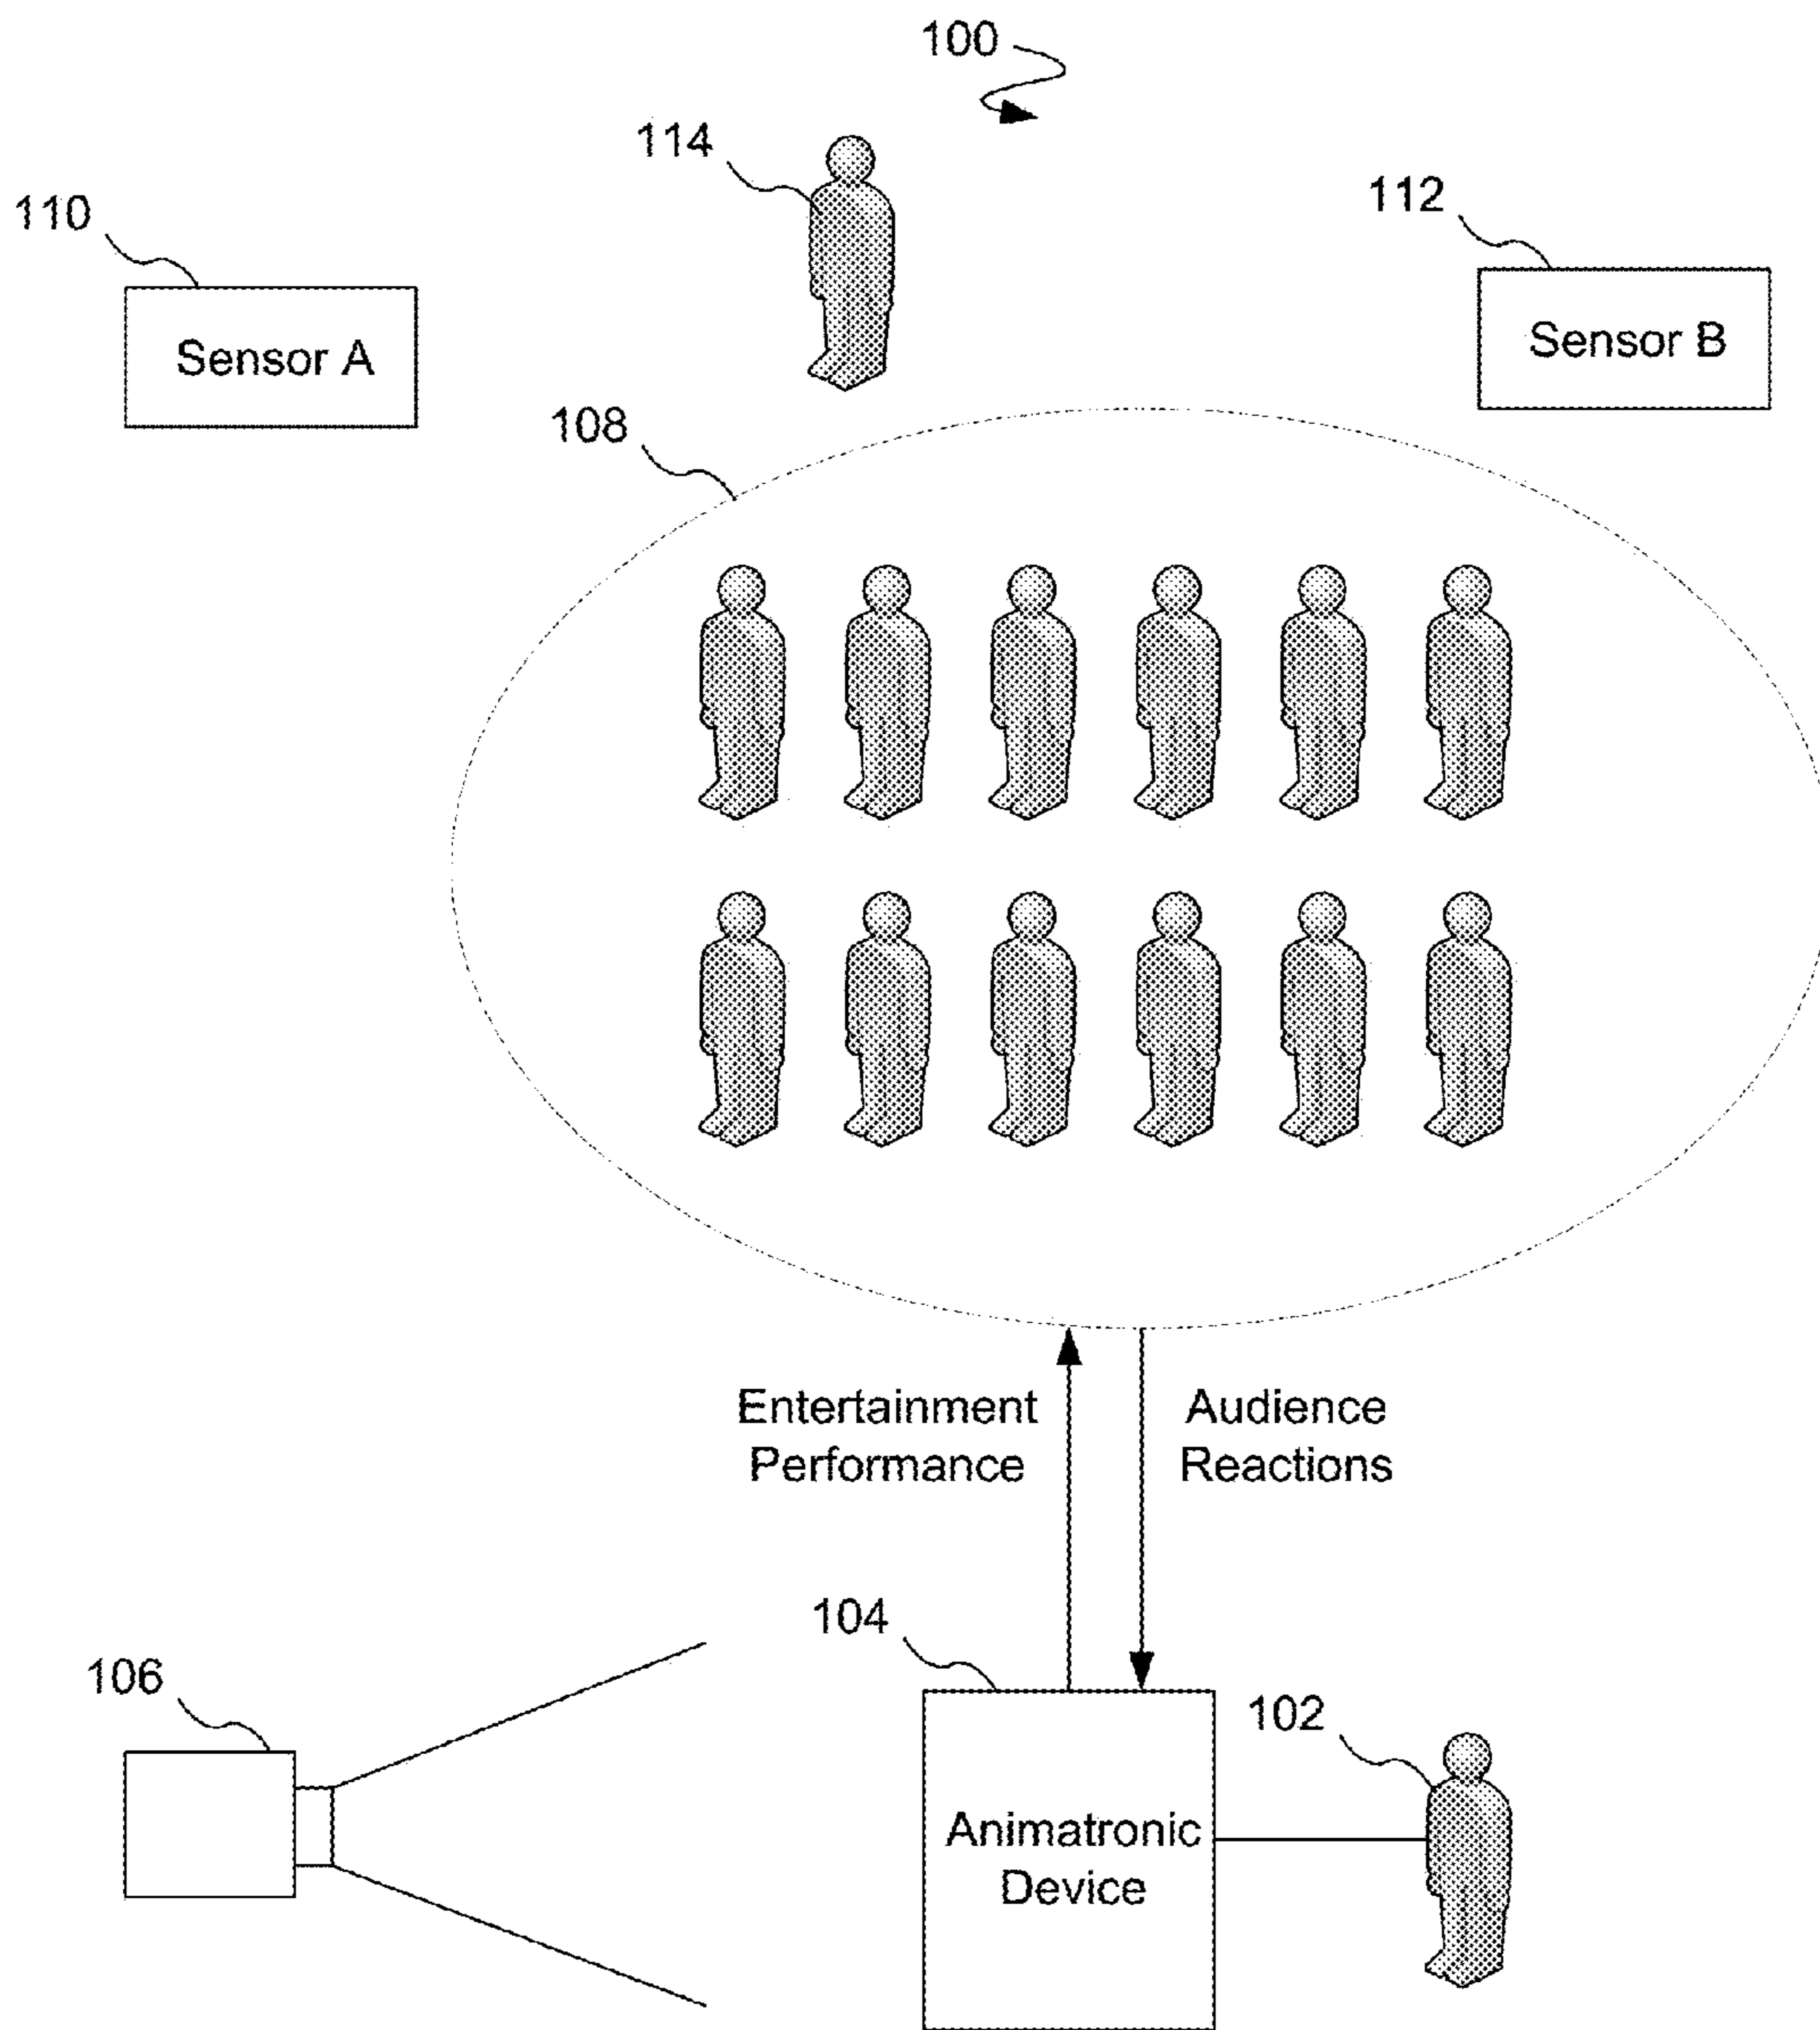 100
114
110
112
Sensor A
Sensor B
108
Entertainment
Performance
Audience
Reactions
104
106
102
Animatronic
Device